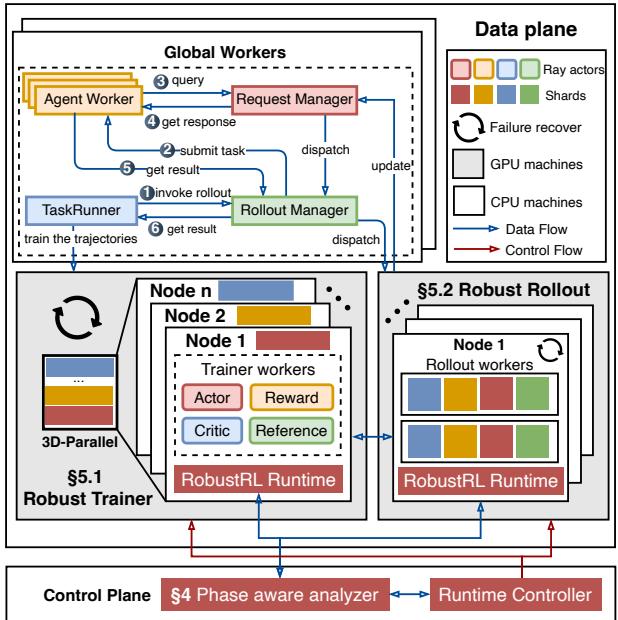 Data plane
Global Workers
Agent Worker
3 query
Request Manager
4 get response
2 submit task
5 get result
dispatch
update
1 invoke rollout
TaskRunner
Rollout Manager
6 get result
train the trajectories
dispatch
Ray actors
Shards
Failure recover
GPU machines
CPU machines
Data Flow
Control Flow
Node n
Node 2
Node 1
Trainer workers
Actor
Reward
Critic
Reference
RobustRL Runtime
...
3D-Parallel
§5.1
Robust Trainer
§5.2 Robust Rollout
Node 1
Rollout workers
RobustRL Runtime
Control Plane
§4 Phase aware analyzer
Runtime Controller